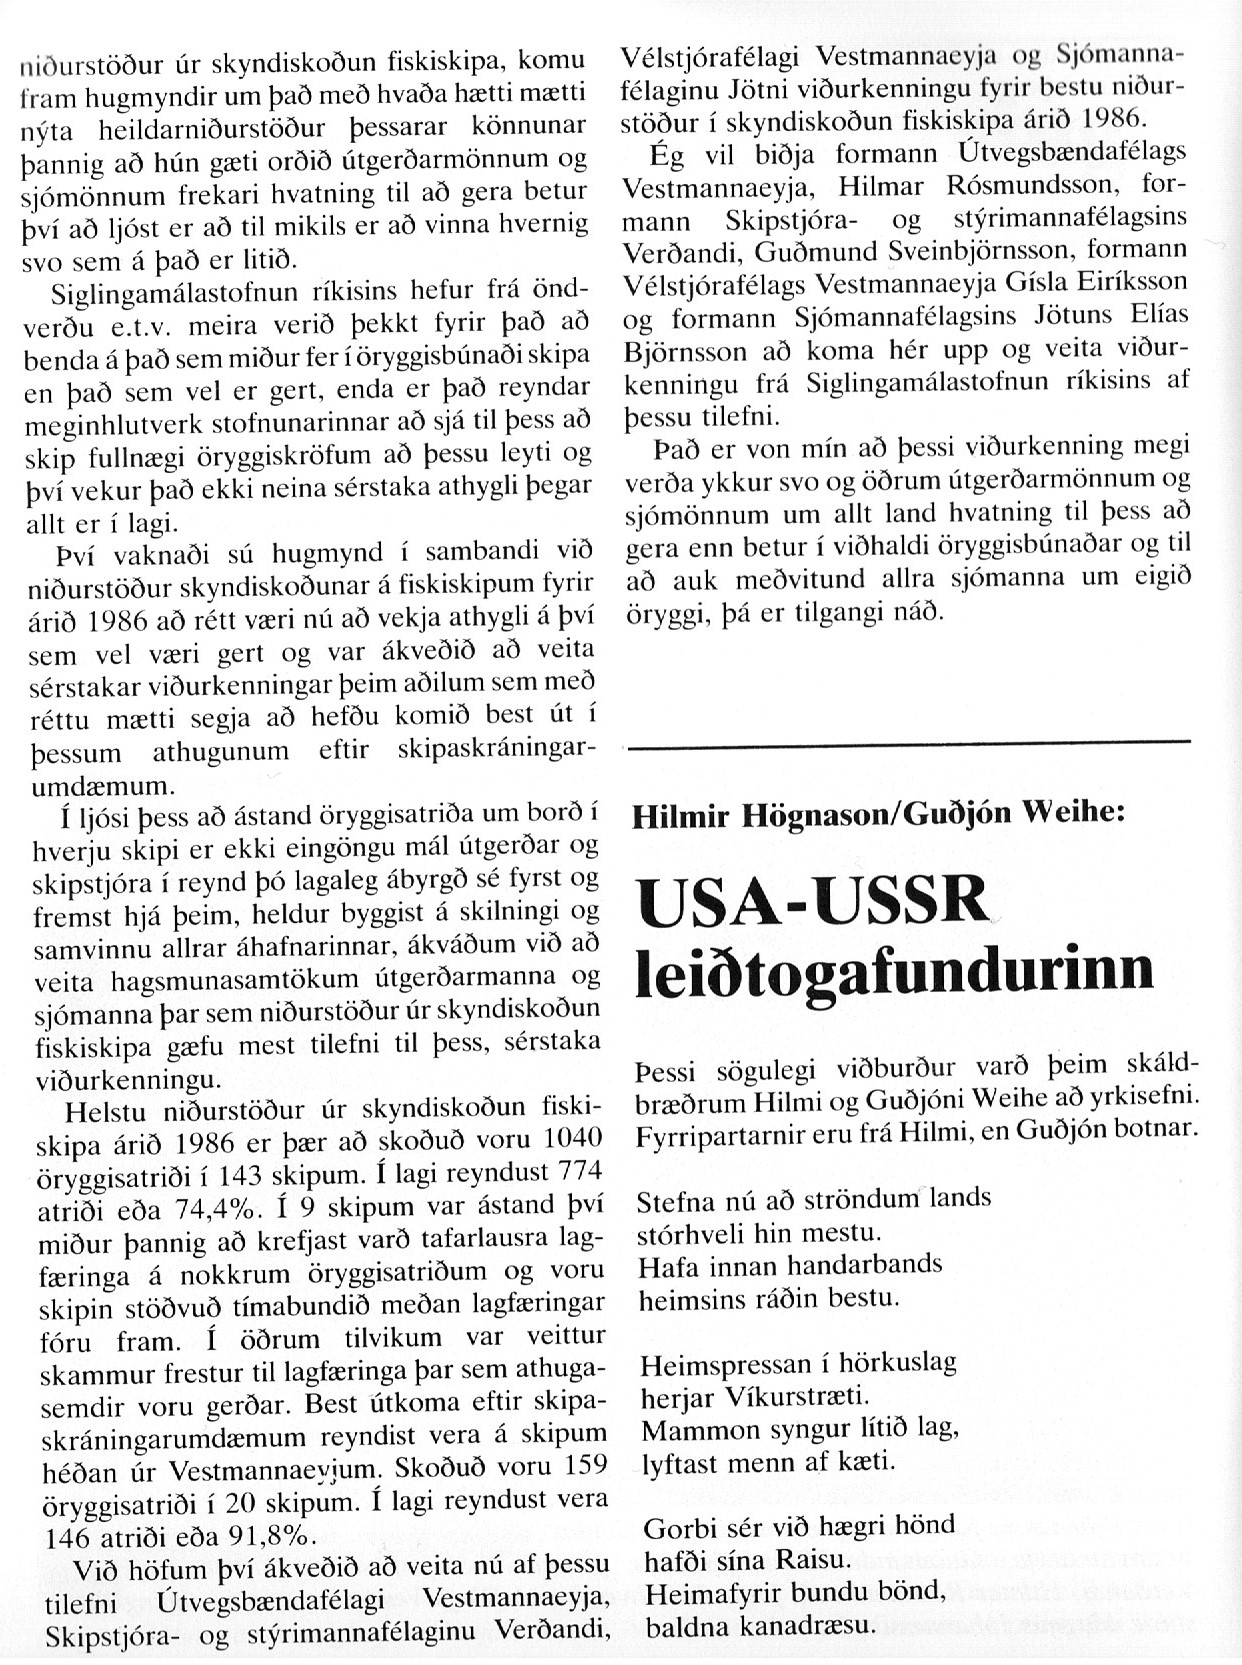 niðurstöður úr skyndiskoðun fiskiskipa, komu
fram hugmyndir um það með hvaða hætti mætti
nýta heildarniðurstöður þessarar könnunar
þannig að hún gæti orðið útgerðarmönnum og
sjómönnum frekari hvatning til að gera betur
því að ljóst er að til mikils er að vinna hvernig
svo sem á það er litið.
Siglingamálastofnun ríkisins hefur frá önd-
verðu e.t.v. meira verið þekkt fyrir það að
benda á það sem miður fer í öryggisbúnaði skipa
en það sem vel er gert, enda er það reyndar
meginhlutverk stofnunarinnar að sjá til þess að
skip fullnægi öryggiskröfum að þessu leyti og
því vekur það ekki neina sérstaka athygli þegar
allt er í lagi.
Því vaknaði sú hugmynd í sambandi við
niðurstöður skyndiskoðunar á fiskiskipum fyrir
árið 1986 að rétt væri nú að vekja athygli á því
sem vel væri gert og var ákveðið að veita
sérstakar viðurkenningar þeim aðilum sem með
réttu mætti segja að hefðu komið best út í
þessum athugunum eftir skipaskráningar-
umdæmum.
Í ljósi þess að ástand öryggisatriða um borð í
hverju skipi er ekki eingöngu mál útgerðar og
skipstjóra í reynd þó lagaleg ábyrgð sé fyrst og
fremst hjá þeim, heldur byggist á skilningi og
samvinnu allrar áhafnarinnar, ákváðum við að
veita hagsmunasamtökum útgerðarmanna og
sjómanna þar sem niðurstöður úr skyndiskoðun
fiskiskipa gæfu mest tilefni til þess, sérstaka
viðurkenningu.
Helstu niðurstöður úr skyndiskoðun fiski-
skipa árið 1986 er þær að skoðuð voru 1040
öryggisatriði í 143 skipum. Í lagi reyndust 774
atriði eða 74,4%. Í 9 skipum var ástand því
miður þannig að krefjast varð tafarlausra lag-
færinga á nokkrum öryggisatriðum og voru
skipin stöðvuð tímabundið meðan lagfæringar
fóru fram. Í öðrum tilvikum var veittur
skammur frestur til lagfæringa þar sem athuga-
semdir voru gerðar. Best útkoma eftir skipa-
skráningarumdæmum reyndist vera á skipum
héðan úr Vestmannaeyjum. Skoðuð voru 159
öryggisatriði í 20 skipum. Í lagi reyndust vera
146 atriði eða 91,8%.
Við höfum því ákveðið að veita nú af þessu
tilefni Útvegsbændafélagi Vestmannaeyja,
Skipstjóra- og stýrimannafélaginu Verðandi,
Vélstjórafélagi Vestmannaeyja og Sjómanna-
félaginu Jötni viðurkenningu fyrir bestu niður-
stöður í skyndiskoðun fiskiskipa árið 1986.
Ég vil biðja formann Útvegsbændafélags
Vestmannaeyja, Hilmar Rósmundsson, for-
mann Skipstjóra- og stýrimannafélagsins
Verðandi, Guðmund Sveinbjörnsson, formann
Vélstjórafélags Vestmannaeyja Gísla Eiríksson
og formann Sjómannafélagsins Jötuns Elías
Björnsson að koma hér upp og veita viður-
kenningu frá Siglingamálastofnun ríkisins af
þessu tilefni.
Það er von mín að þessi viðurkenning megi
verða ykkur svo og öðrum útgerðarmönnum og
sjómönnum um allt land hvatning til þess að
gera enn betur í viðhaldi öryggisbúnaðar og til
að auk meðvitund allra sjómanna um eigið
öryggi, þá er tilgangi náð.
Hilmir Högnason/Guðjón Weihe:
USA-USSR
leiðtogafundurinn
Þessi sögulegi viðburður varð þeim skáld-
bræðrum Hilmi og Guðjóni Weihe að yrkisefni.
Fyrripartarnir eru frá Hilmi, en Guðjón botnar.
Stefna nú að ströndum lands
stórhveli hin mestu.
Hafa innan handarbands
heimsins ráðin bestu.
Heimspressan í hörkuslag
herjar Víkurstræti.
Mammon syngur lítið lag,
lyftast menn af kæti.
Gorbi sér við hægri hönd
hafði sína Raisu.
Heimafyrir bundu bönd,
baldna kanadræsu.